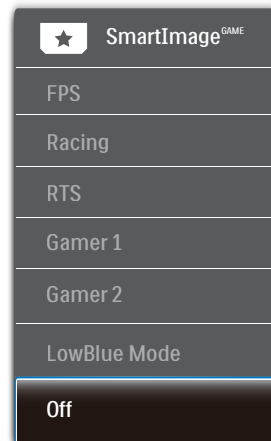 SmartImage GAME
FPS
Racing
RTS
Gamer 1
Gamer 2
LowBlue Mode
Off